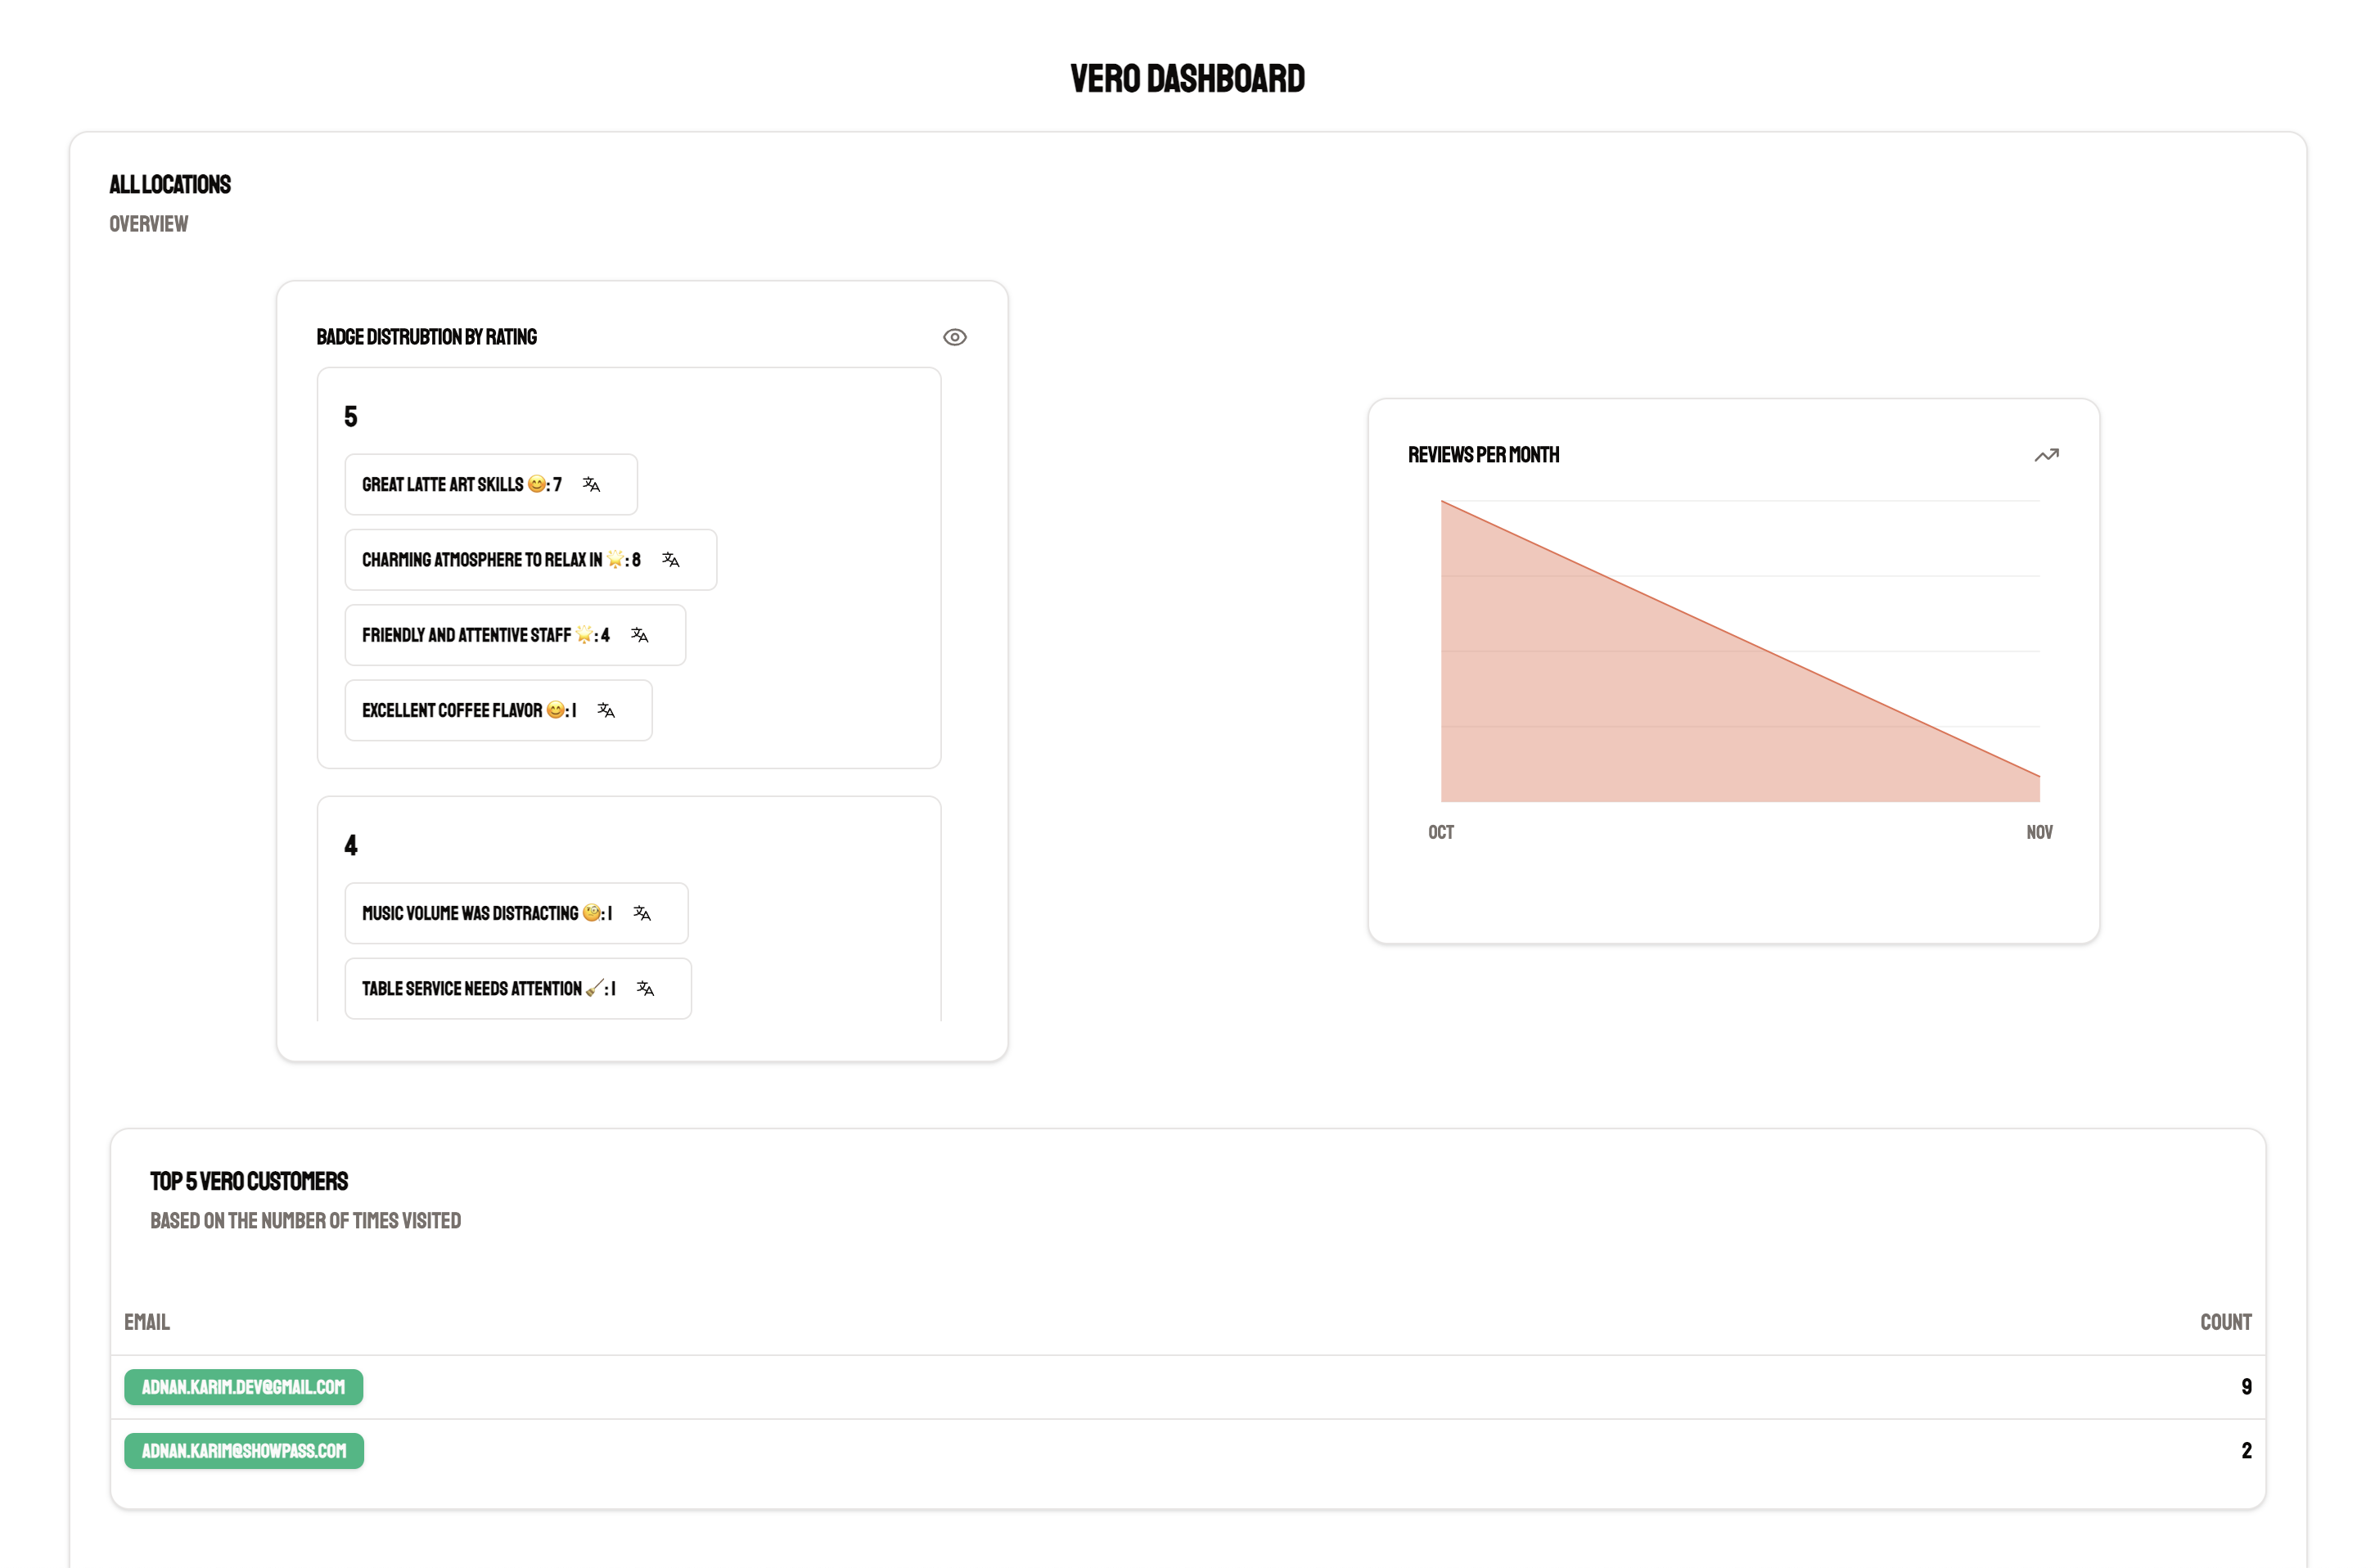 VERO DASHBOARD
ALL LOCATIONS
OVERVIEW
BADGE DISTRUBTION BY RATING
5
GREAT LATTE ART SKILLS 😊: 7
CHARMING ATMOSPHERE TO RELAX IN 🌟: 8
FRIENDLY AND ATTENTIVE STAFF 🌟: 4
EXCELLENT COFFEE FLAVOR 😊: 1
4
MUSIC VOLUME WAS DISTRACTING 🧐: 1
TABLE SERVICE NEEDS ATTENTION 🧹: 1
REVIEWS PER MONTH
OCT NOV
TOP 5 VERO CUSTOMERS
BASED ON THE NUMBER OF TIMES VISITED
EMAIL COUNT
ADNAN.KARIM.DEV@GMAIL.COM 9
ADNAN.KARIM@SHOWPASS.COM 2